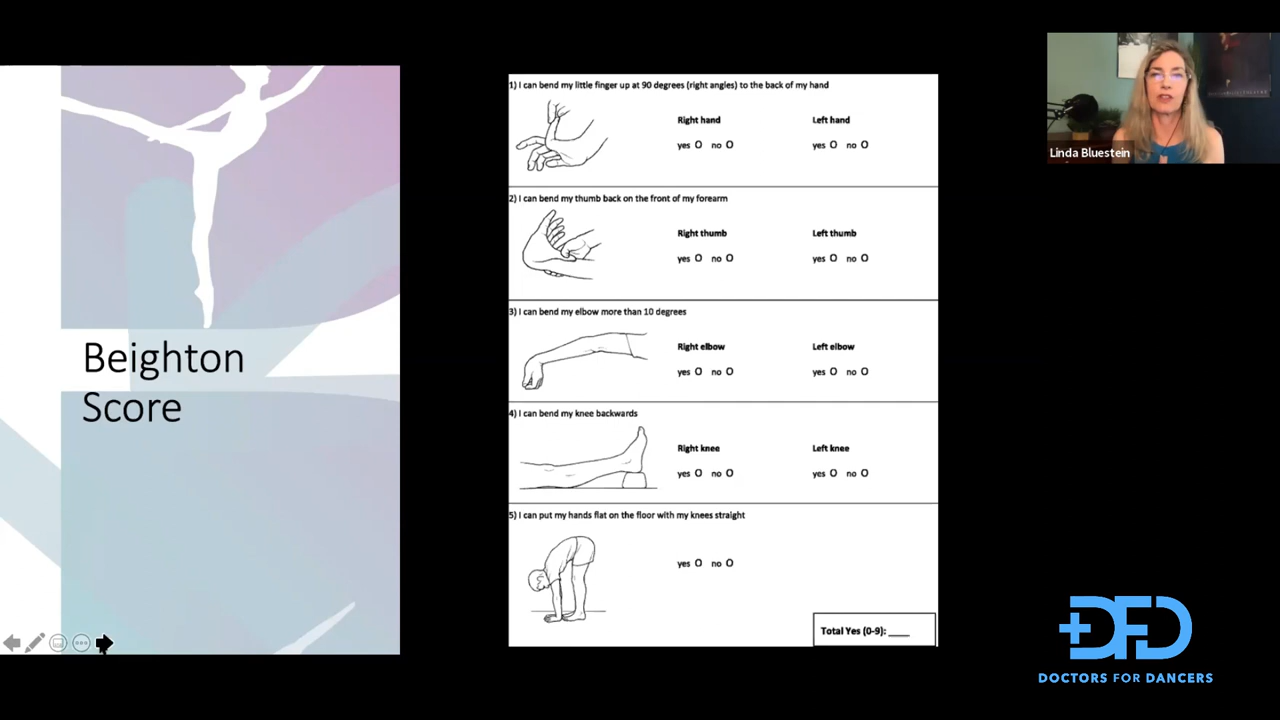 Beighton
Score
1) I can bend my little finger up at 90 degrees (right angles) to the back of my hand
Right hand
Left hand
yes O no O
yes O no O
2) I can bend my thumb back on the front of my forearm
Right thumb
Left thumb
yes O no O
yes O no O
3) I can bend my elbow more than 10 degrees
Right elbow
Left elbow
yes O no O
yes O no O
4) I can bend my knee backwards
Right knee
Left knee
yes O no O
yes O no O
5) I can put my hands flat on the floor with my knees straight
yes O no O
Total Yes (0-9): ____
Linda Bluestein
+DFD
DOCTORS FOR DANCERS